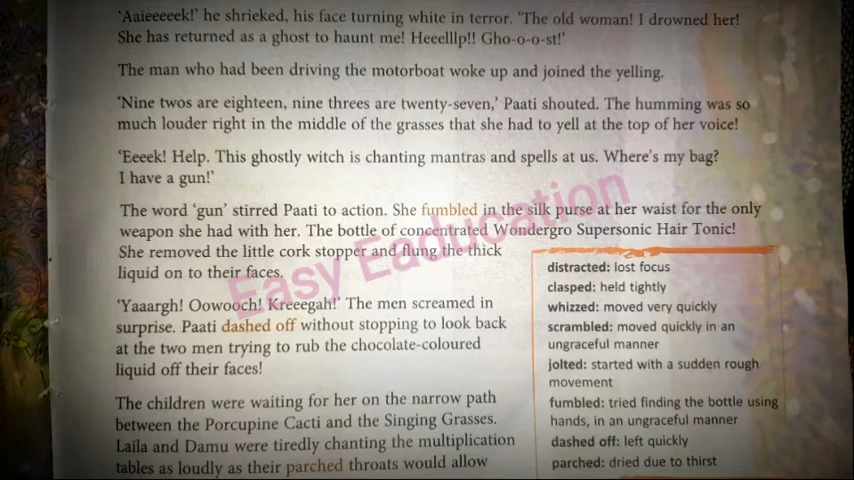 ‘Aaieeeeek!’ he shrieked, his face turning white in terror. ‘The old woman! I drowned her!
She has returned as a ghost to haunt me! Heeelllp!! Gho-o-o-st!’
The man who had been driving the motorboat woke up and joined the yelling.
‘Nine twos are eighteen, nine threes are twenty-seven,’ Paati shouted. The humming was so
much louder right in the middle of the grasses that she had to yell at the top of her voice!
‘Eeeek! Help. This ghostly witch is chanting mantras and spells at us. Where’s my bag?
I have a gun!’
The word ‘gun’ stirred Paati to action. She fumbled in the silk purse at her waist for the only
weapon she had with her. The bottle of concentrated Wondergro Supersonic Hair Tonic!
She removed the little cork stopper and flung the thick
liquid on to their faces.
‘Yaaargh! Oowooch! Kreeegah!’ The men screamed in
surprise. Paati dashed off without stopping to look back
at the two men trying to rub the chocolate-coloured
liquid off their faces!
The children were waiting for her on the narrow path
between the Porcupine Cacti and the Singing Grasses.
Laila and Damu were tiredly chanting the multiplication
tables as loudly as their parched throats would allow
distracted: lost focus
clasped: held tightly
whizzed: moved very quickly
scrambled: moved quickly in an
ungraceful manner
jolted: started with a sudden rough
movement
fumbled: tried finding the bottle using
hands, in an ungraceful manner
dashed off: left quickly
parched: dried due to thirst
Easy Eaducation